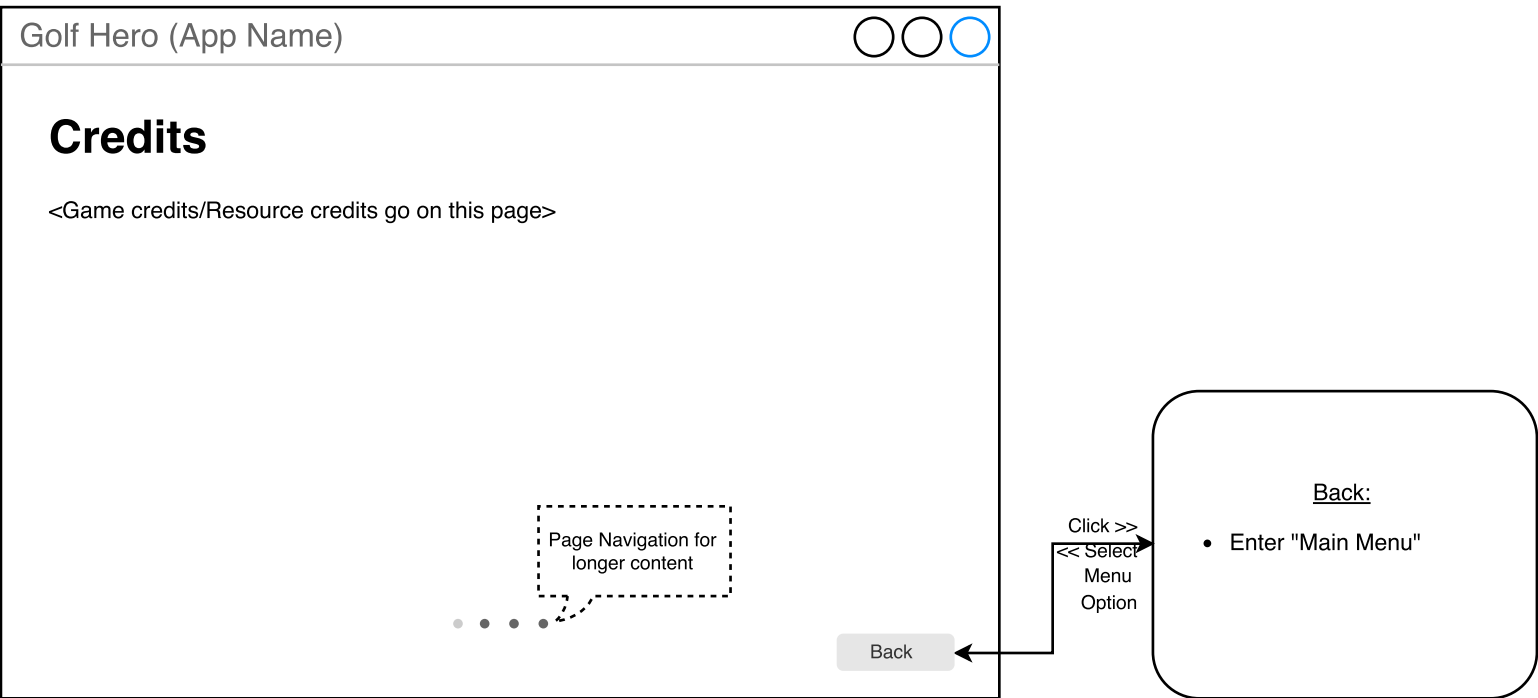 Golf Hero (App Name)
Credits
<Game credits/Resource credits go on this page>
Page Navigation for
longer content
Back
Click >>
<< Select
Menu
Option
Back:
• Enter "Main Menu"